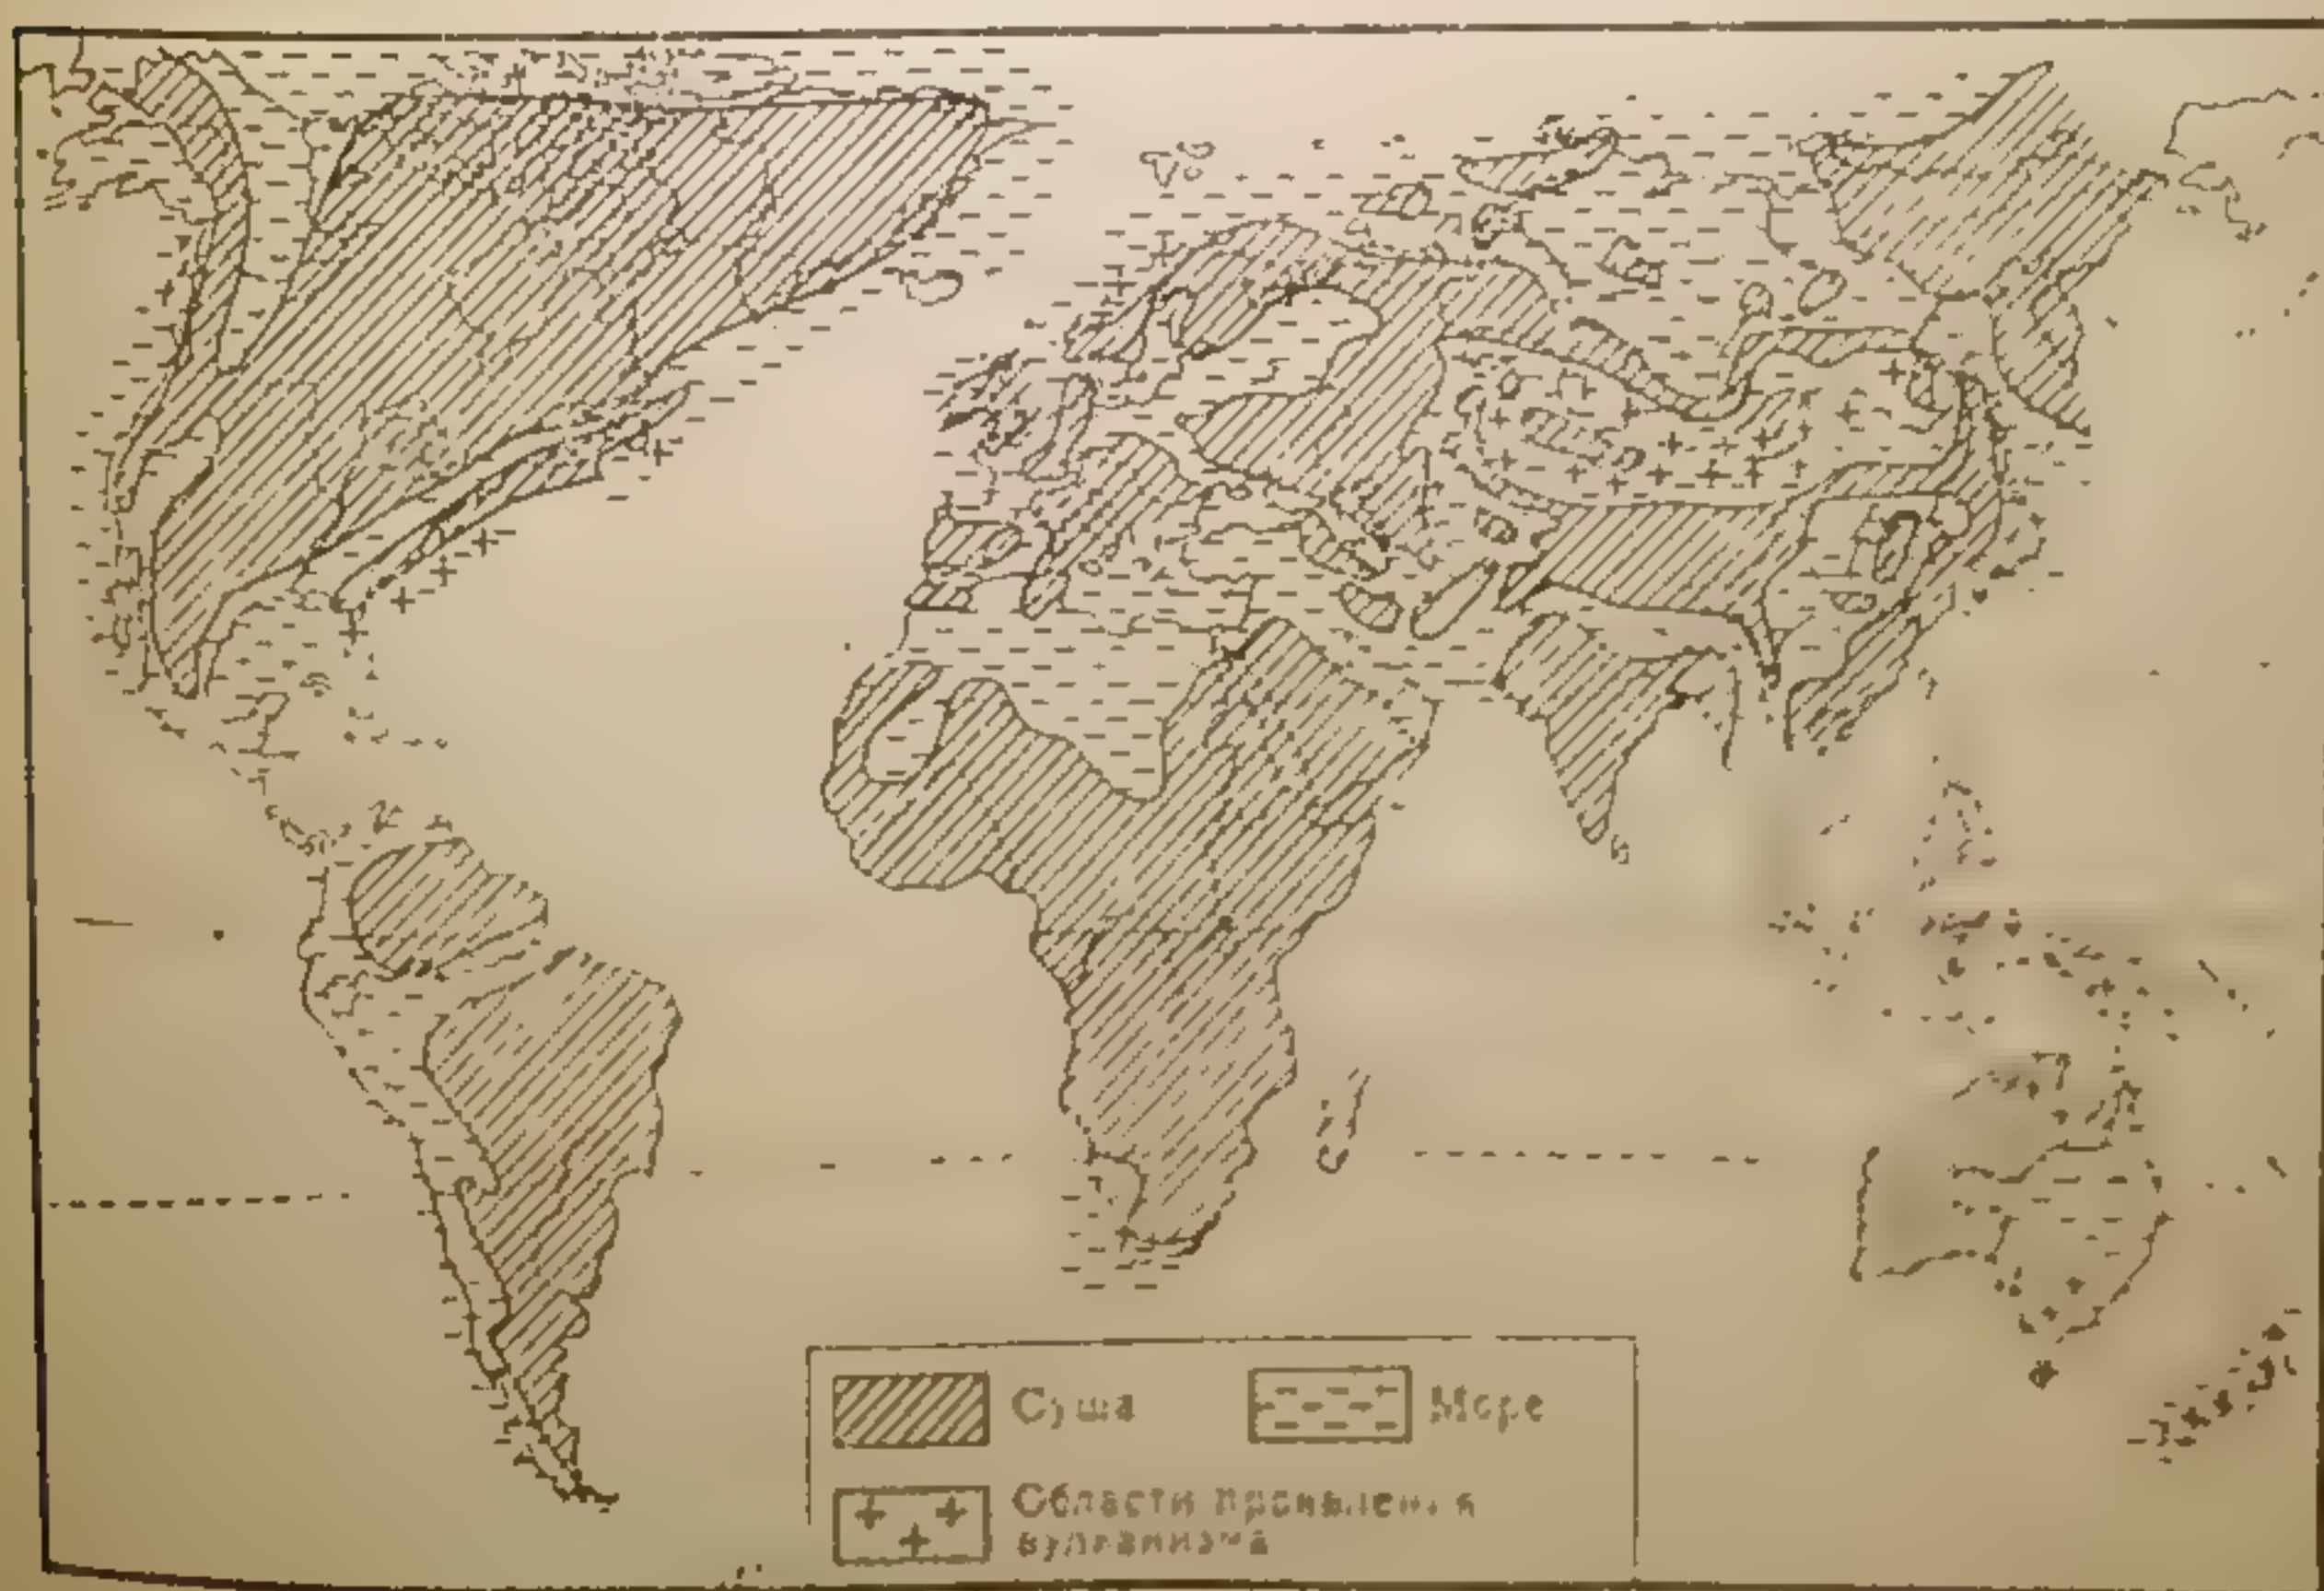 Суша
Море
Области проявления
вулканизма